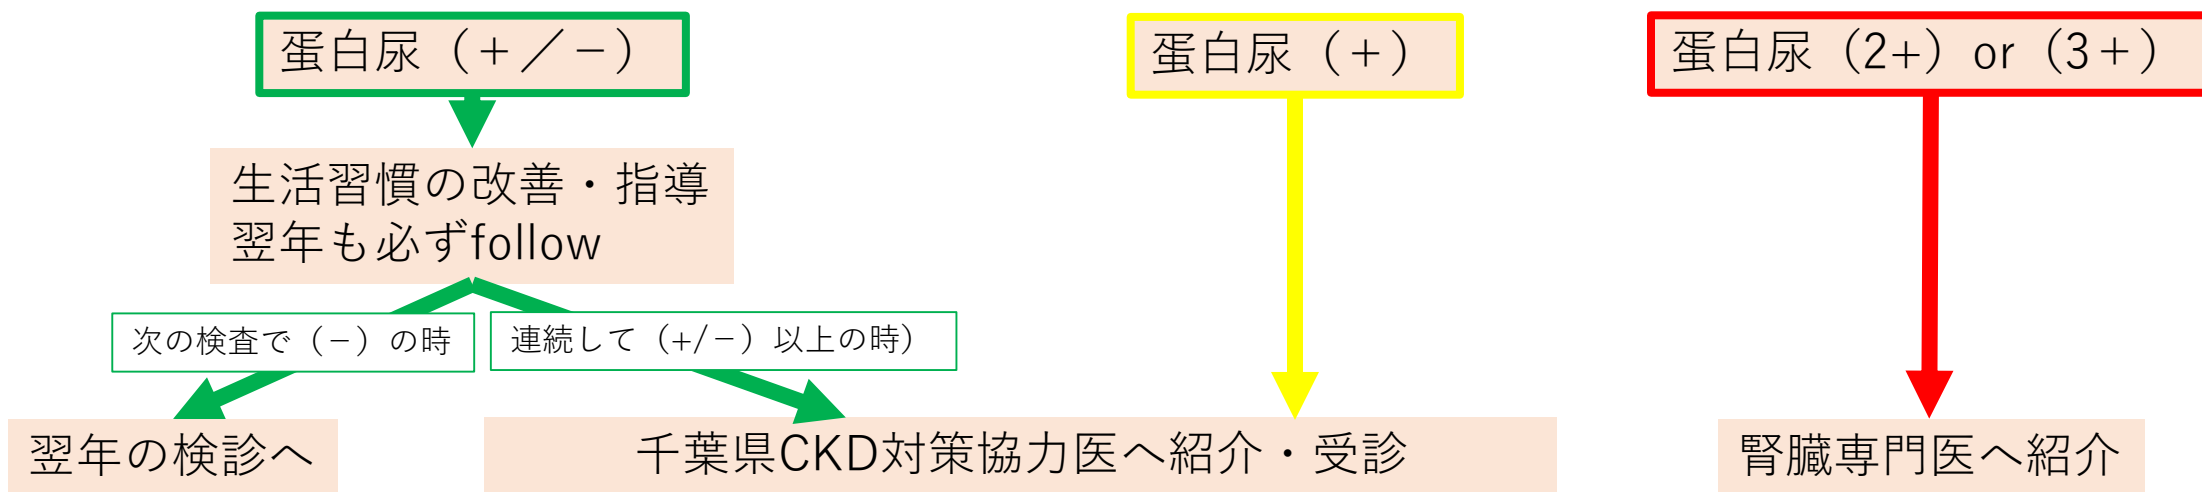 蛋白尿（＋／－）
蛋白尿（＋）
蛋白尿（2+）or（3＋）
生活習慣の改善・指導
翌年も必ずfollow
次の検査で（－）の時
連続して（+/－）以上の時）
翌年の検診へ
千葉県CKD対策協力医へ紹介・受診
腎臓専門医へ紹介